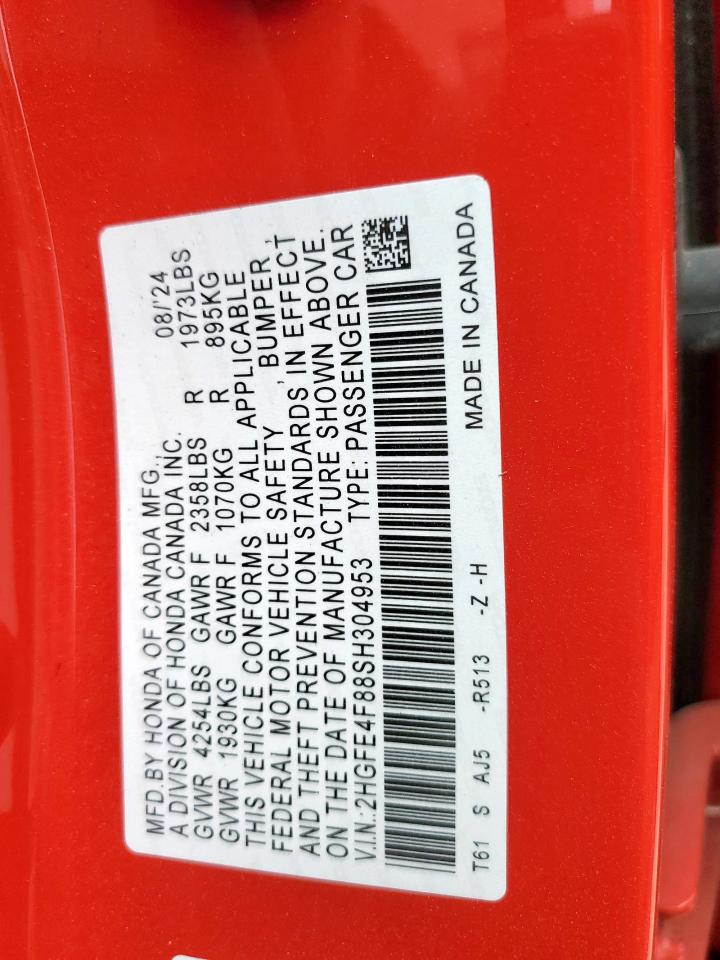 MFD.BY HONDA OF CANADA MFG., 08/'24
A DIVISION OF HONDA CANADA INC.
GVWR 4254LBS GAWR F 2358LBS R 1973LBS
GVWR 1930KG GAWR F 1070KG R 895KG
THIS VEHICLE CONFORMS TO ALL APPLICABLE
FEDERAL MOTOR VEHICLE SAFETY, BUMPER,
AND THEFT PREVENTION STANDARDS IN EFFECT
ON THE DATE OF MANUFACTURE SHOWN ABOVE.
V.I.N.:2HGFE4F88SH304953 TYPE: PASSENGER CAR
MADE IN CANADA
T61 S AJ5 -R513 -Z -H